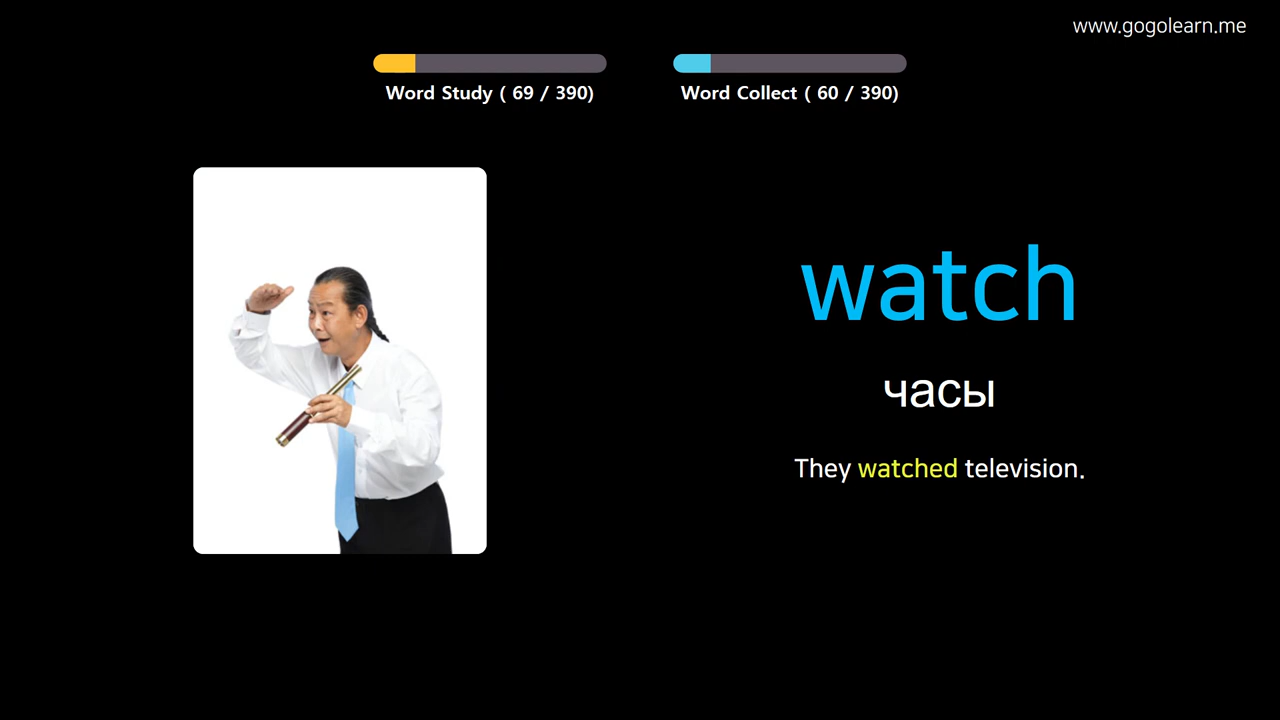 www.gogolearn.me
Word Study ( 69 / 390)
Word Collect ( 60 / 390)
watch
часы
They watched television.